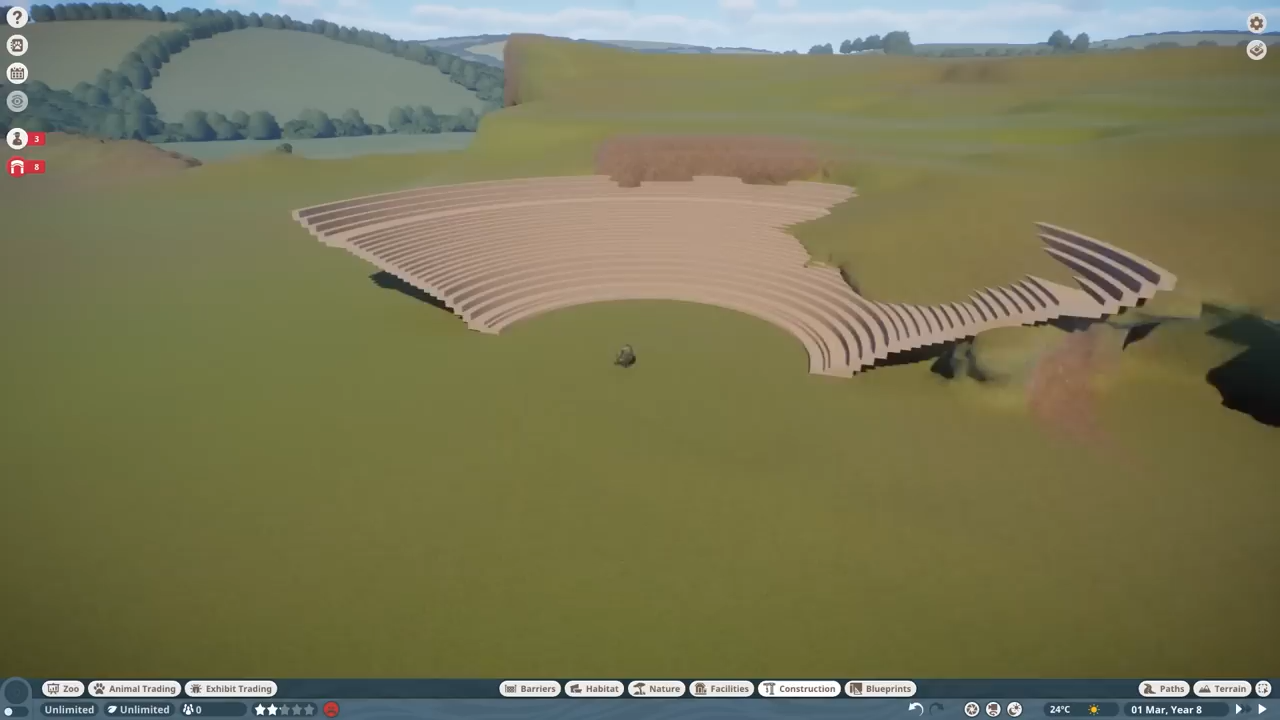 ?
3
8
Zoo Animal Trading Exhibit Trading Barriers Habitat Nature Facilities Construction Blueprints Paths Terrain
Unlimited Unlimited 0 24°C 01 Mar, Year 8